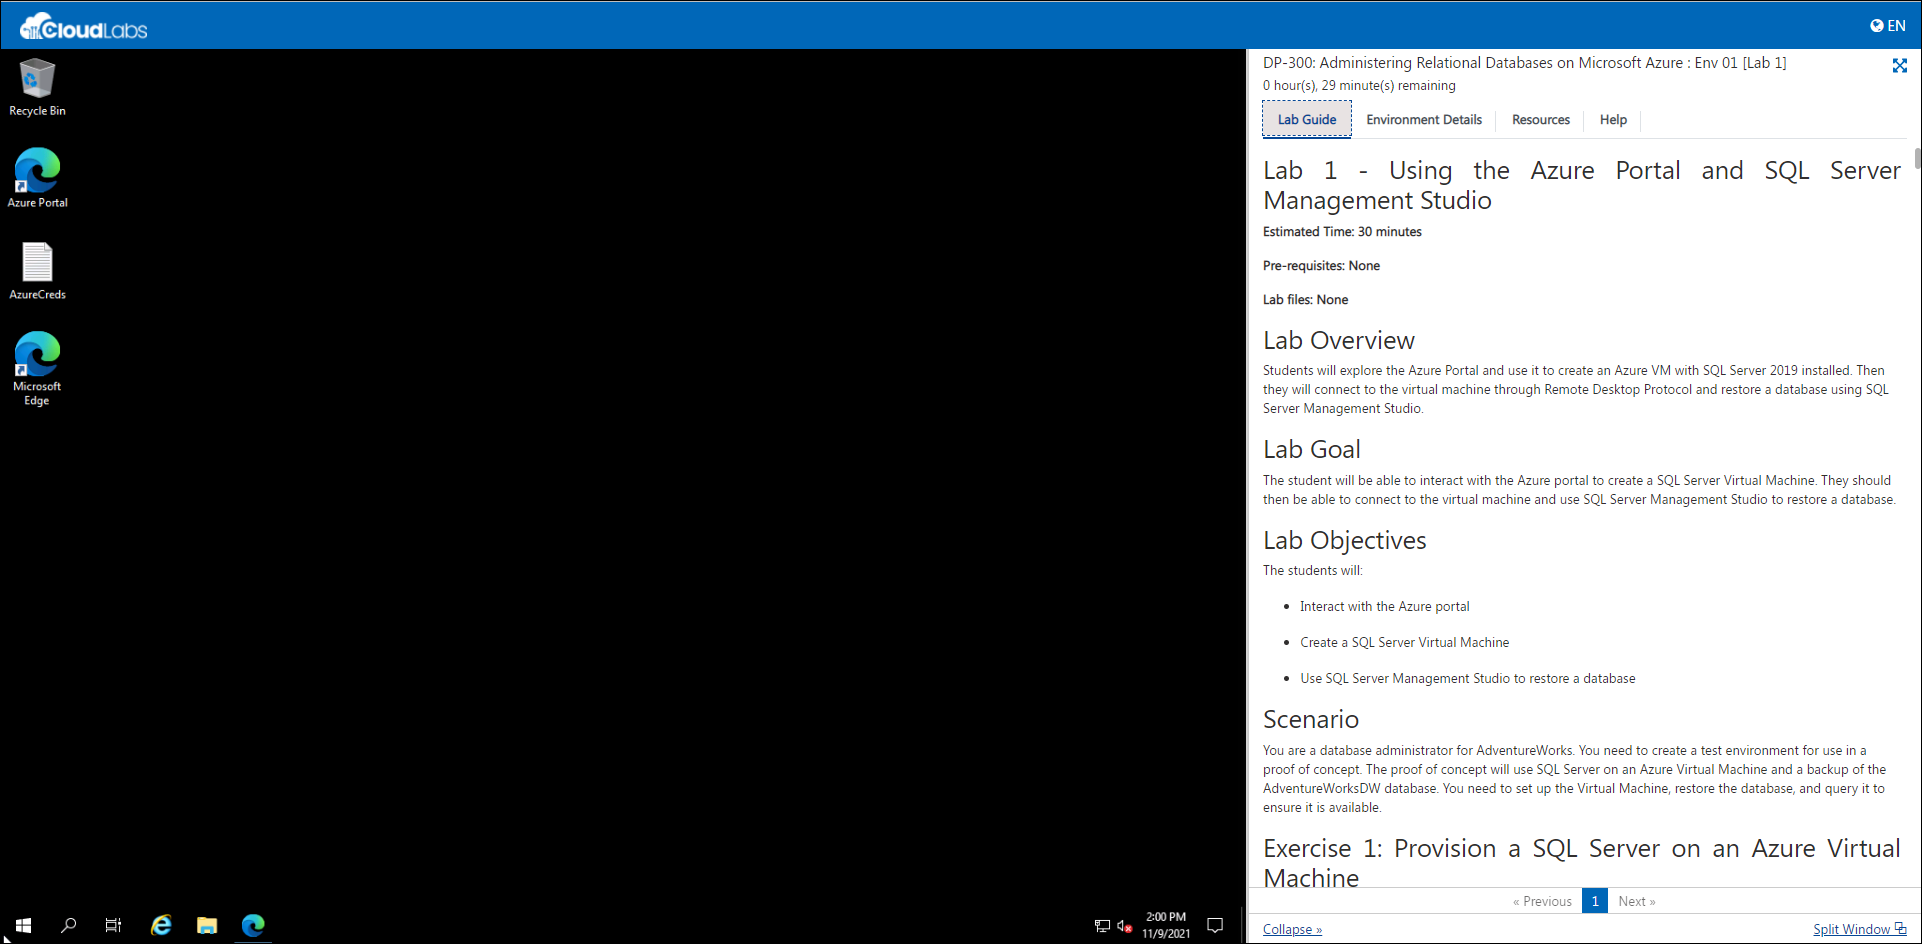 CloudLabs
EN
Recycle Bin
Azure Portal
AzureCreds
Microsoft
Edge
2:00 PM
11/9/2021
DP-300: Administering Relational Databases on Microsoft Azure : Env 01 [Lab 1]
0 hour(s), 29 minute(s) remaining
Lab Guide
Environment Details
Resources
Help
Lab 1 - Using the Azure Portal and SQL Server
Management Studio
Estimated Time: 30 minutes
Pre-requisites: None
Lab files: None
Lab Overview
Students will explore the Azure Portal and use it to create an Azure VM with SQL Server 2019 installed. Then
they will connect to the virtual machine through Remote Desktop Protocol and restore a database using SQL
Server Management Studio.
Lab Goal
The student will be able to interact with the Azure portal to create a SQL Server Virtual Machine. They should
then be able to connect to the virtual machine and use SQL Server Management Studio to restore a database.
Lab Objectives
The students will:
• Interact with the Azure portal
• Create a SQL Server Virtual Machine
• Use SQL Server Management Studio to restore a database
Scenario
You are a database administrator for AdventureWorks. You need to create a test environment for use in a
proof of concept. The proof of concept will use SQL Server on an Azure Virtual Machine and a backup of the
AdventureWorksDW database. You need to set up the Virtual Machine, restore the database, and query it to
ensure it is available.
Exercise 1: Provision a SQL Server on an Azure Virtual
Machine
« Previous
1
Next »
Collapse »
Split Window